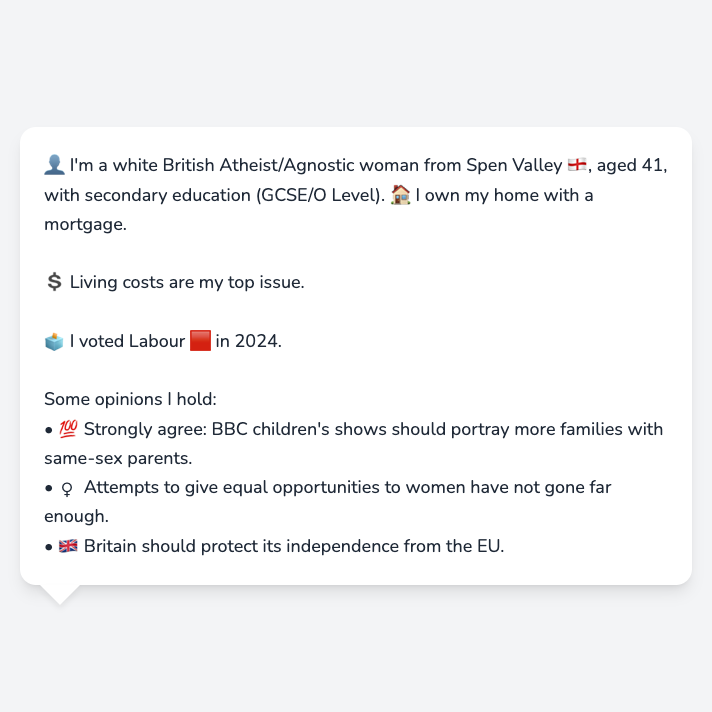 👤 I'm a white British Atheist/Agnostic woman from Spen Valley 🏴󠁧󠁢󠁥󠁮󠁧󠁿, aged 41,
with secondary education (GCSE/O Level). 🏠 I own my home with a
mortgage.
💲 Living costs are my top issue.
🗳️ I voted Labour 🟥 in 2024.
Some opinions I hold:
• 💯 Strongly agree: BBC children's shows should portray more families with
same-sex parents.
• ♀ Attempts to give equal opportunities to women have not gone far
enough.
• 🇬🇧 Britain should protect its independence from the EU.